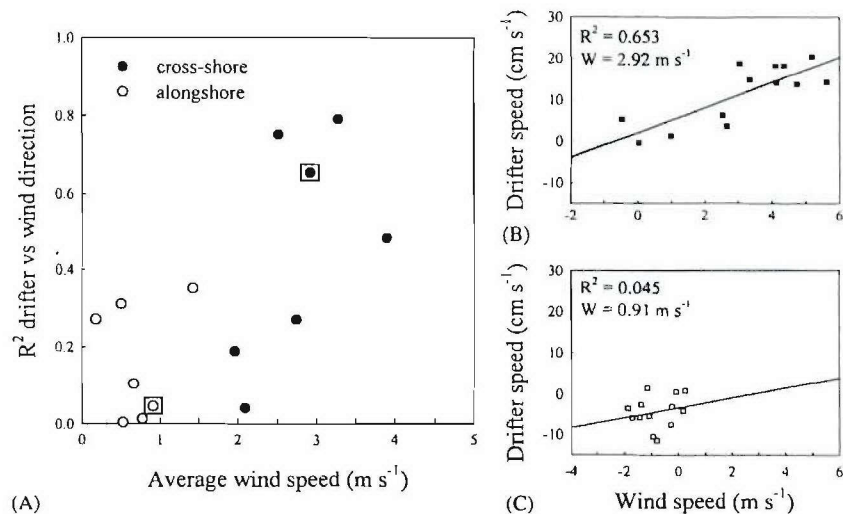 1.0
0.8
0.6
0.4
0.2
0.0
R² drifter vs wind direction
cross-shore
alongshore
0 1 2 3 4 5
Average wind speed (m s⁻¹)
(A)
30
20
10
0
-10
Drifter speed (cm s⁻¹)
R² = 0.653
W = 2.92 m s⁻¹
-2 0 2 4 6
(B)
30
20
10
0
-10
Drifter speed (cm s⁻¹)
R² = 0.045
W = 0.91 m s⁻¹
-4 -2 0 2 4 6
(C)
Wind speed (m s⁻¹)